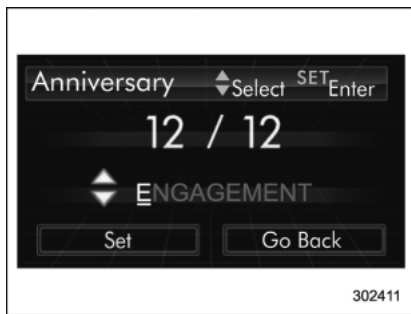 Anniversary Select SET Enter
12 / 12
ENGAGEMENT
Set Go Back
302411